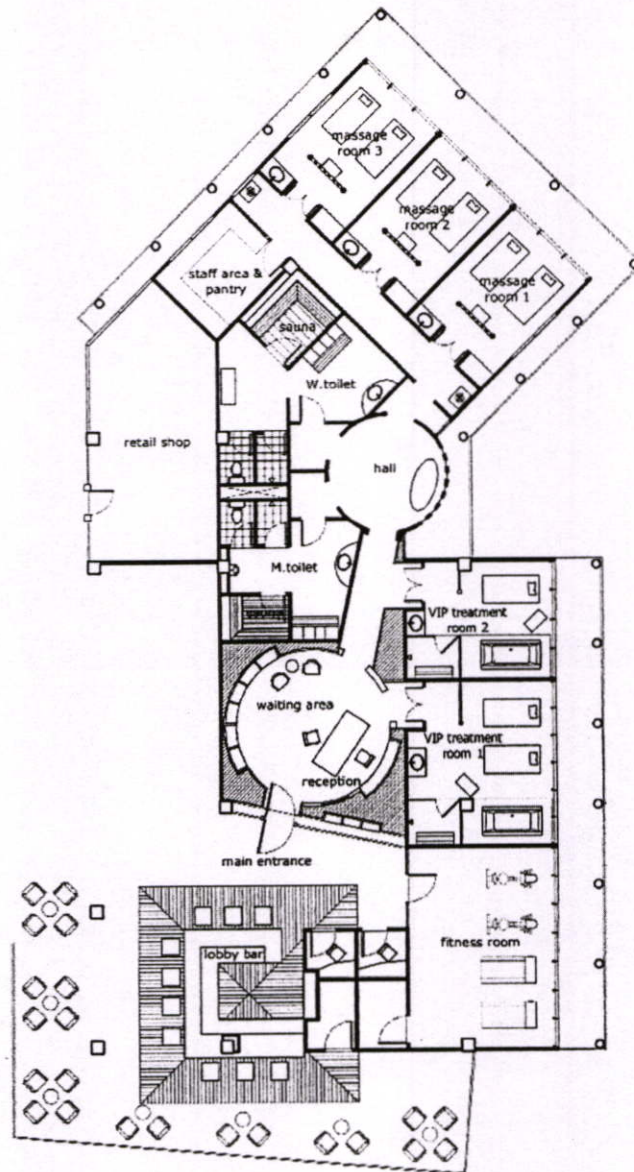 massage
room 3
massage
room 2
massage
room 1
staff area &
pantry
sauna
W.toilet
retail shop
hall
M.toilet
VIP treatment
room 2
waiting area
VIP treatment
room 1
reception
main entrance
fitness room
lobby bar